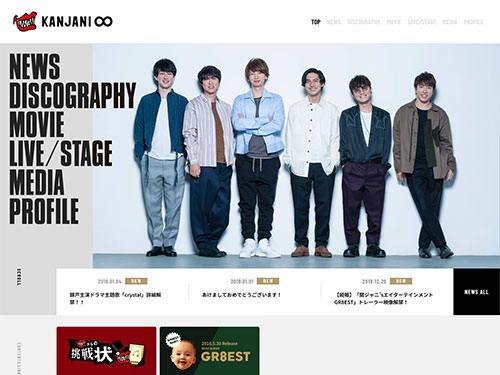 KANJANI ∞
TOP NEWS DISCOGRAPHY MOVIE LIVE/STAGE MEDIA PROFILE
NEWS
DISCOGRAPHY
MOVIE
LIVE/STAGE
MEDIA
PROFILE
SCROLL
2019.01.04 NEW
錦戸主演ドラマ主題歌「crystal」詳細解
禁！！
2019.01.01 NEW
あけましておめでとうございます！
2018.12.20 NEW
【続報】「関ジャニ'sエイターテインメント
GR8EST」トレーラー映像解禁！
NEWS ALL
挑戦状
2018.5.30 Release
GR8EST